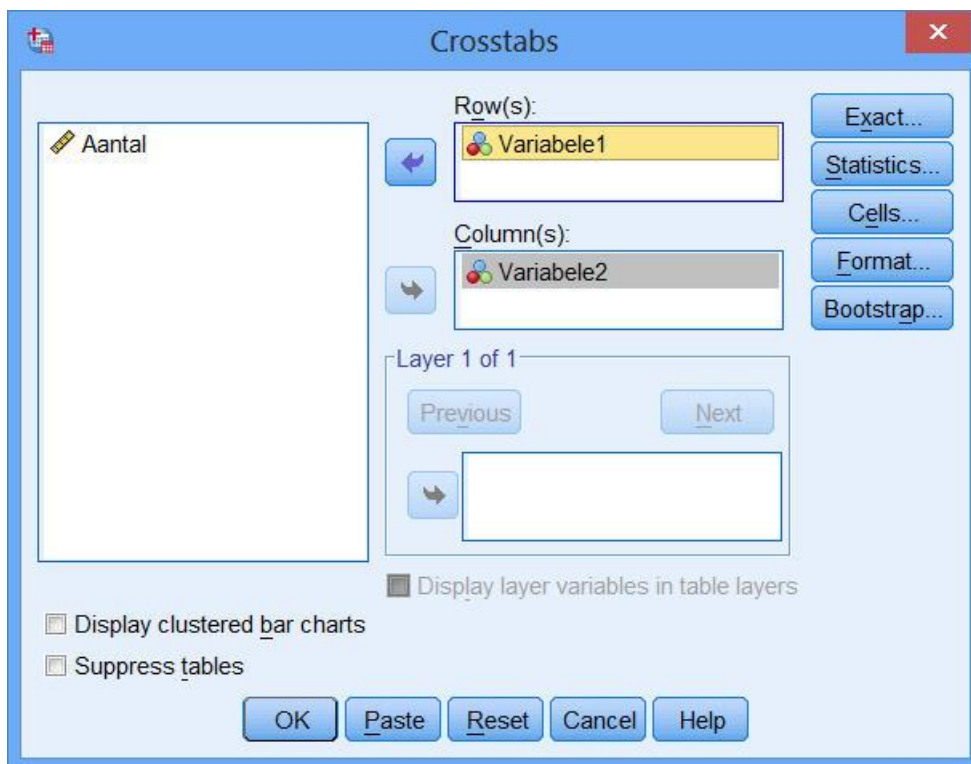 Crosstabs
Aantal
Row(s):
Variabele1
Column(s):
Variabele2
Exact...
Statistics...
Cells...
Format...
Bootstrap...
Layer 1 of 1
Previous Next
Display layer variables in table layers
Display clustered bar charts
Suppress tables
OK Paste Reset Cancel Help